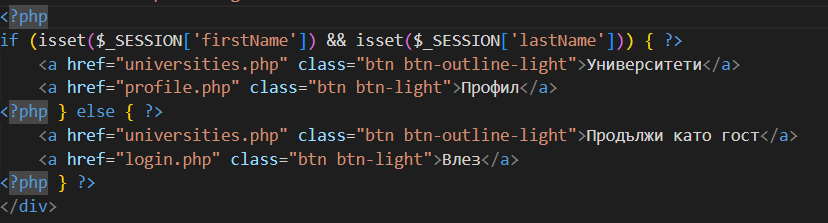 <?php
if (isset($_SESSION['firstName']) && isset($_SESSION['lastName'])) { ?>
    <a href="universities.php" class="btn btn-outline-light">Университети</a>
    <a href="profile.php" class="btn btn-light">Профил</a>
<?php } else { ?>
    <a href="universities.php" class="btn btn-outline-light">Продължи като гост</a>
    <a href="login.php" class="btn btn-light">Влез</a>
<?php } ?>
</div>